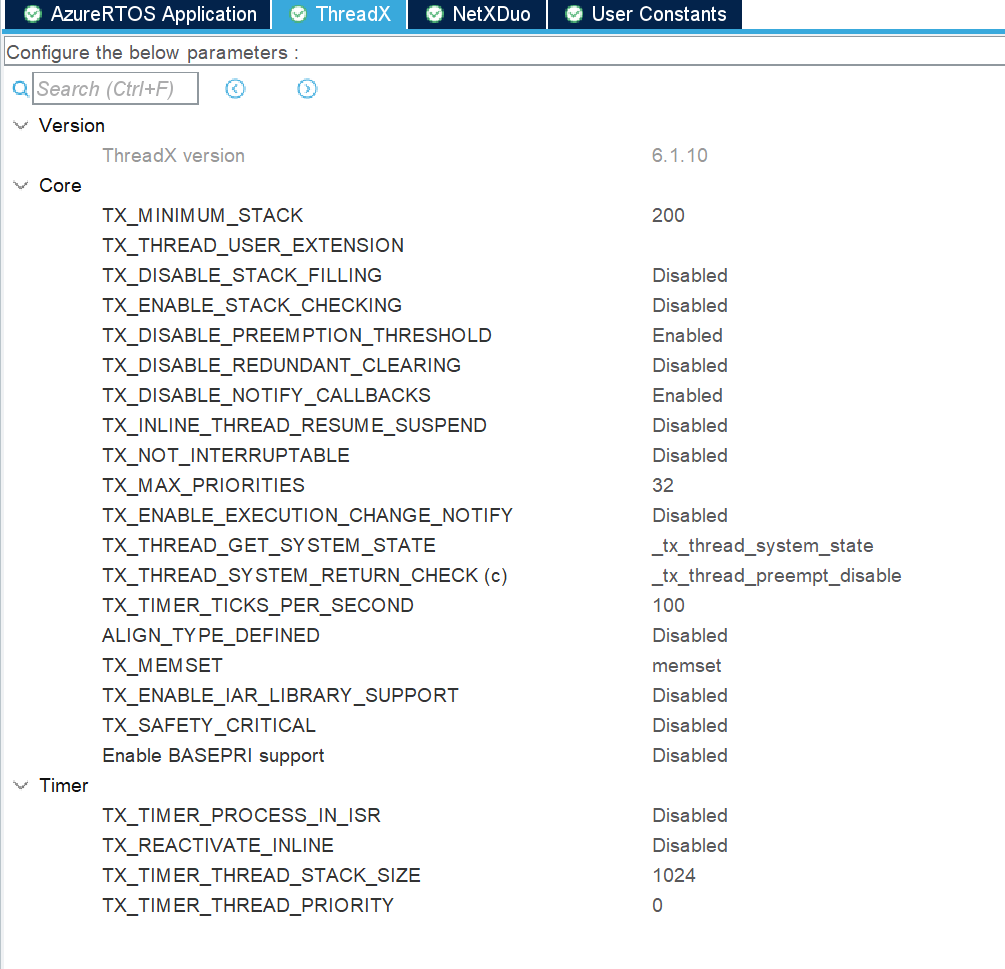 AzureRTOS Application ThreadX NetXDuo User Constants
Configure the below parameters :
Search (Ctrl+F)
Version
ThreadX version 6.1.10
Core
TX_MINIMUM_STACK 200
TX_THREAD_USER_EXTENSION
TX_DISABLE_STACK_FILLING Disabled
TX_ENABLE_STACK_CHECKING Disabled
TX_DISABLE_PREEMPTION_THRESHOLD Enabled
TX_DISABLE_REDUNDANT_CLEARING Disabled
TX_DISABLE_NOTIFY_CALLBACKS Enabled
TX_INLINE_THREAD_RESUME_SUSPEND Disabled
TX_NOT_INTERRUPTABLE Disabled
TX_MAX_PRIORITIES 32
TX_ENABLE_EXECUTION_CHANGE_NOTIFY Disabled
TX_THREAD_GET_SYSTEM_STATE _tx_thread_system_state
TX_THREAD_SYSTEM_RETURN_CHECK (c) _tx_thread_preempt_disable
TX_TIMER_TICKS_PER_SECOND 100
ALIGN_TYPE_DEFINED Disabled
TX_MEMSET memset
TX_ENABLE_IAR_LIBRARY_SUPPORT Disabled
TX_SAFETY_CRITICAL Disabled
Enable BASEPRI support Disabled
Timer
TX_TIMER_PROCESS_IN_ISR Disabled
TX_REACTIVATE_INLINE Disabled
TX_TIMER_THREAD_STACK_SIZE 1024
TX_TIMER_THREAD_PRIORITY 0